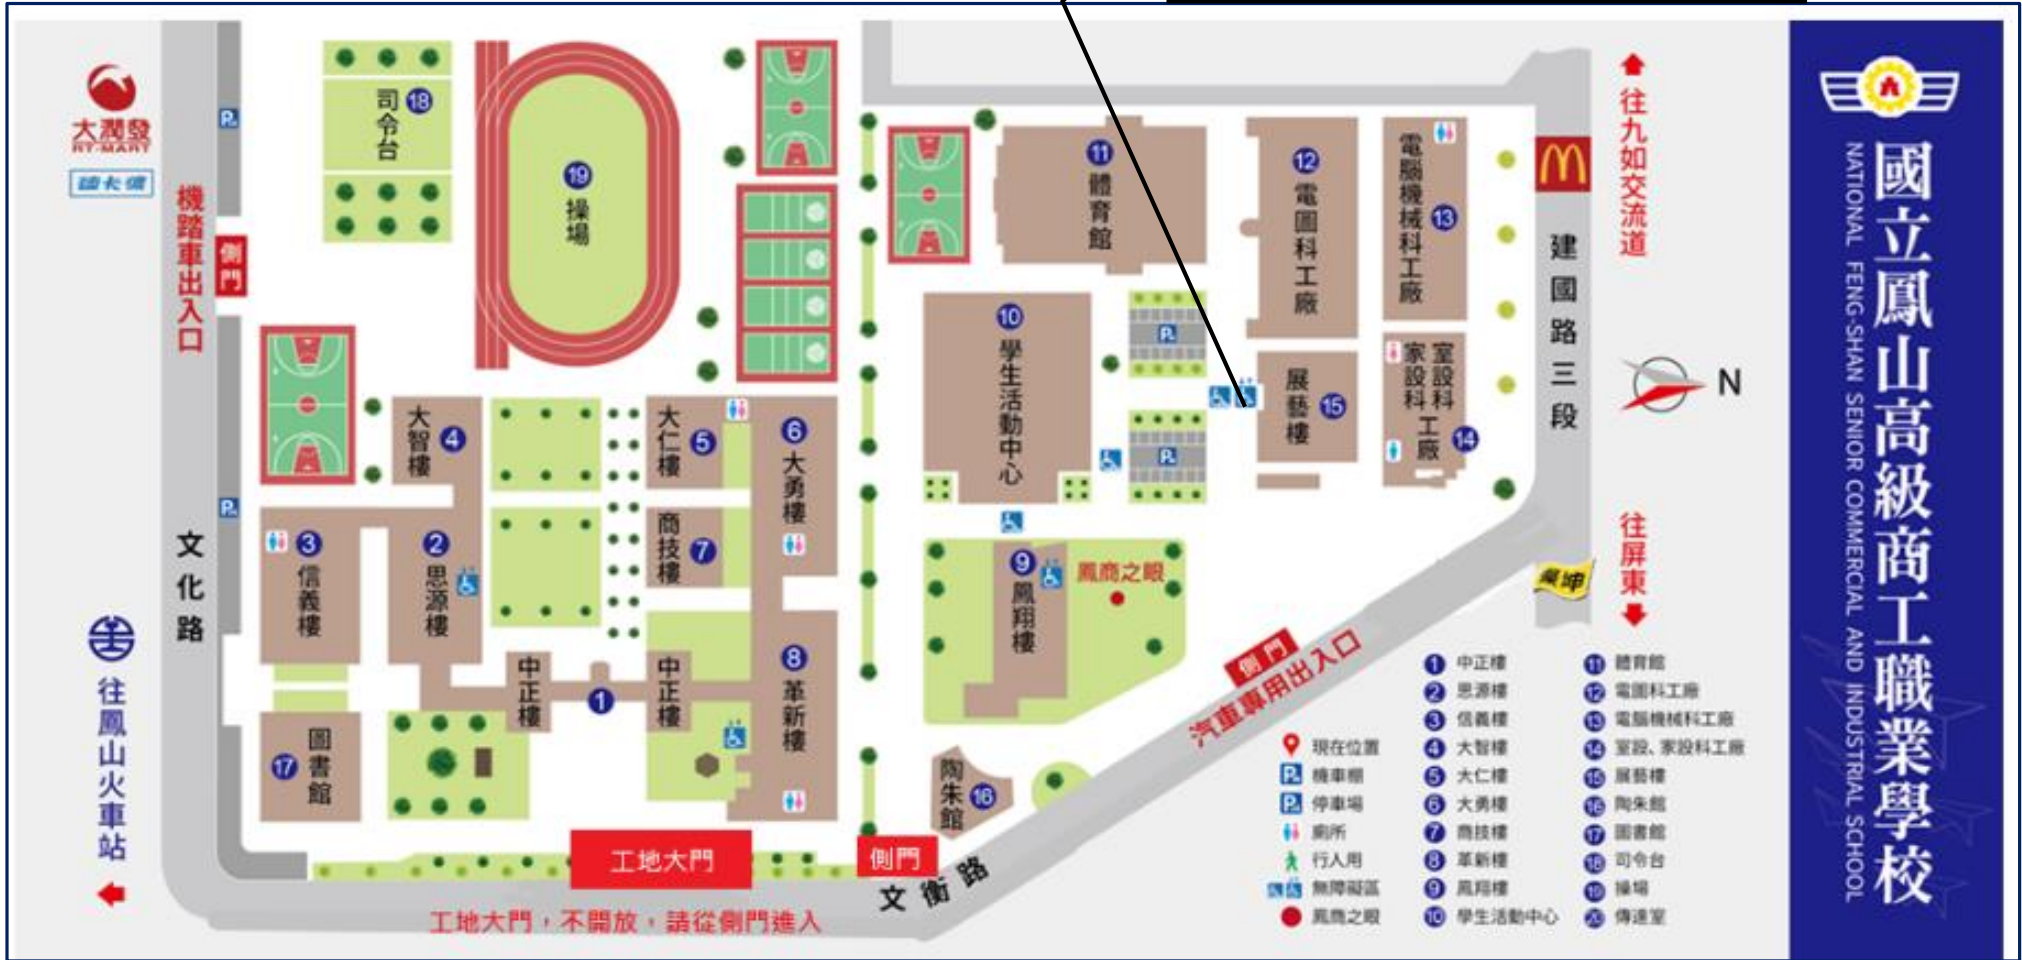 大潤發
RT-MART
機踏車出入口
側門
文化路
往鳳山火車站
司令台
18
19
操場
大智樓
4
大仁樓
5
6
大勇樓
3
信義樓
2
思源樓
商技樓
7
中正樓
1
中正樓
8
革新樓
17
圖書館
工地大門
工地大門，不開放，請從側門進入
側門
文衡路
11
體育館
12
電圖科工廠
電腦機械科工廠
13
10
學生活動中心
展藝樓
15
室設科
家設科
工廠
14
9
鳳翔樓
鳳商之眼
陶朱館
16
側門
汽車專用出入口
往九如交流道
建國路三段
N
往屏東
燦坤
現在位置
機車棚
停車場
廁所
行人用
無障礙區
鳳商之眼
1 中正樓
2 思源樓
3 信義樓
4 大智樓
5 大仁樓
6 大勇樓
7 商技樓
8 革新樓
9 鳳翔樓
10 學生活動中心
11 體育館
12 電圖科工廠
13 電腦機械科工廠
14 室設、家設科工廠
15 展藝樓
16 陶朱館
17 圖書館
18 司令台
19 操場
20 傳達室
國立鳳山高級商工職業學校
NATIONAL FENG-SHAN SENIOR COMMERCIAL AND INDUSTRIAL SCHOOL